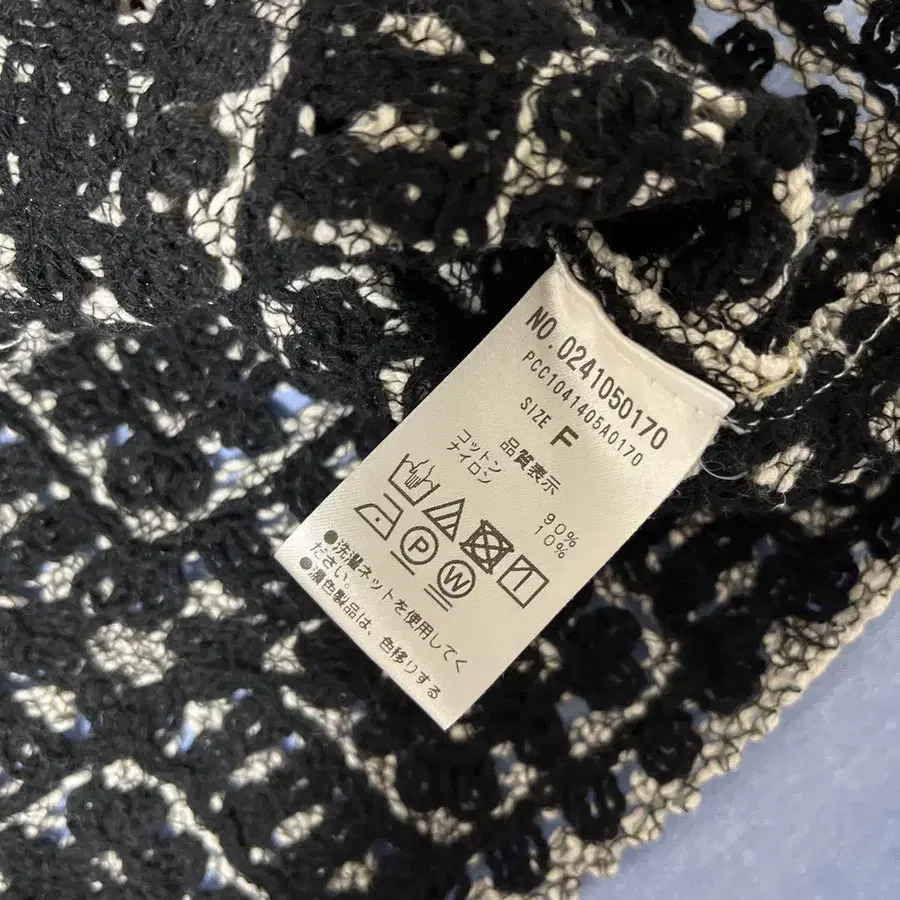 NO.0241050170
PCC1041405A0170
SIZE F
品質表示
コットン 90%
ナイロン 10%
P W
●洗濯ネットを使用してく
ださい。
●濃色製品は、色移りする